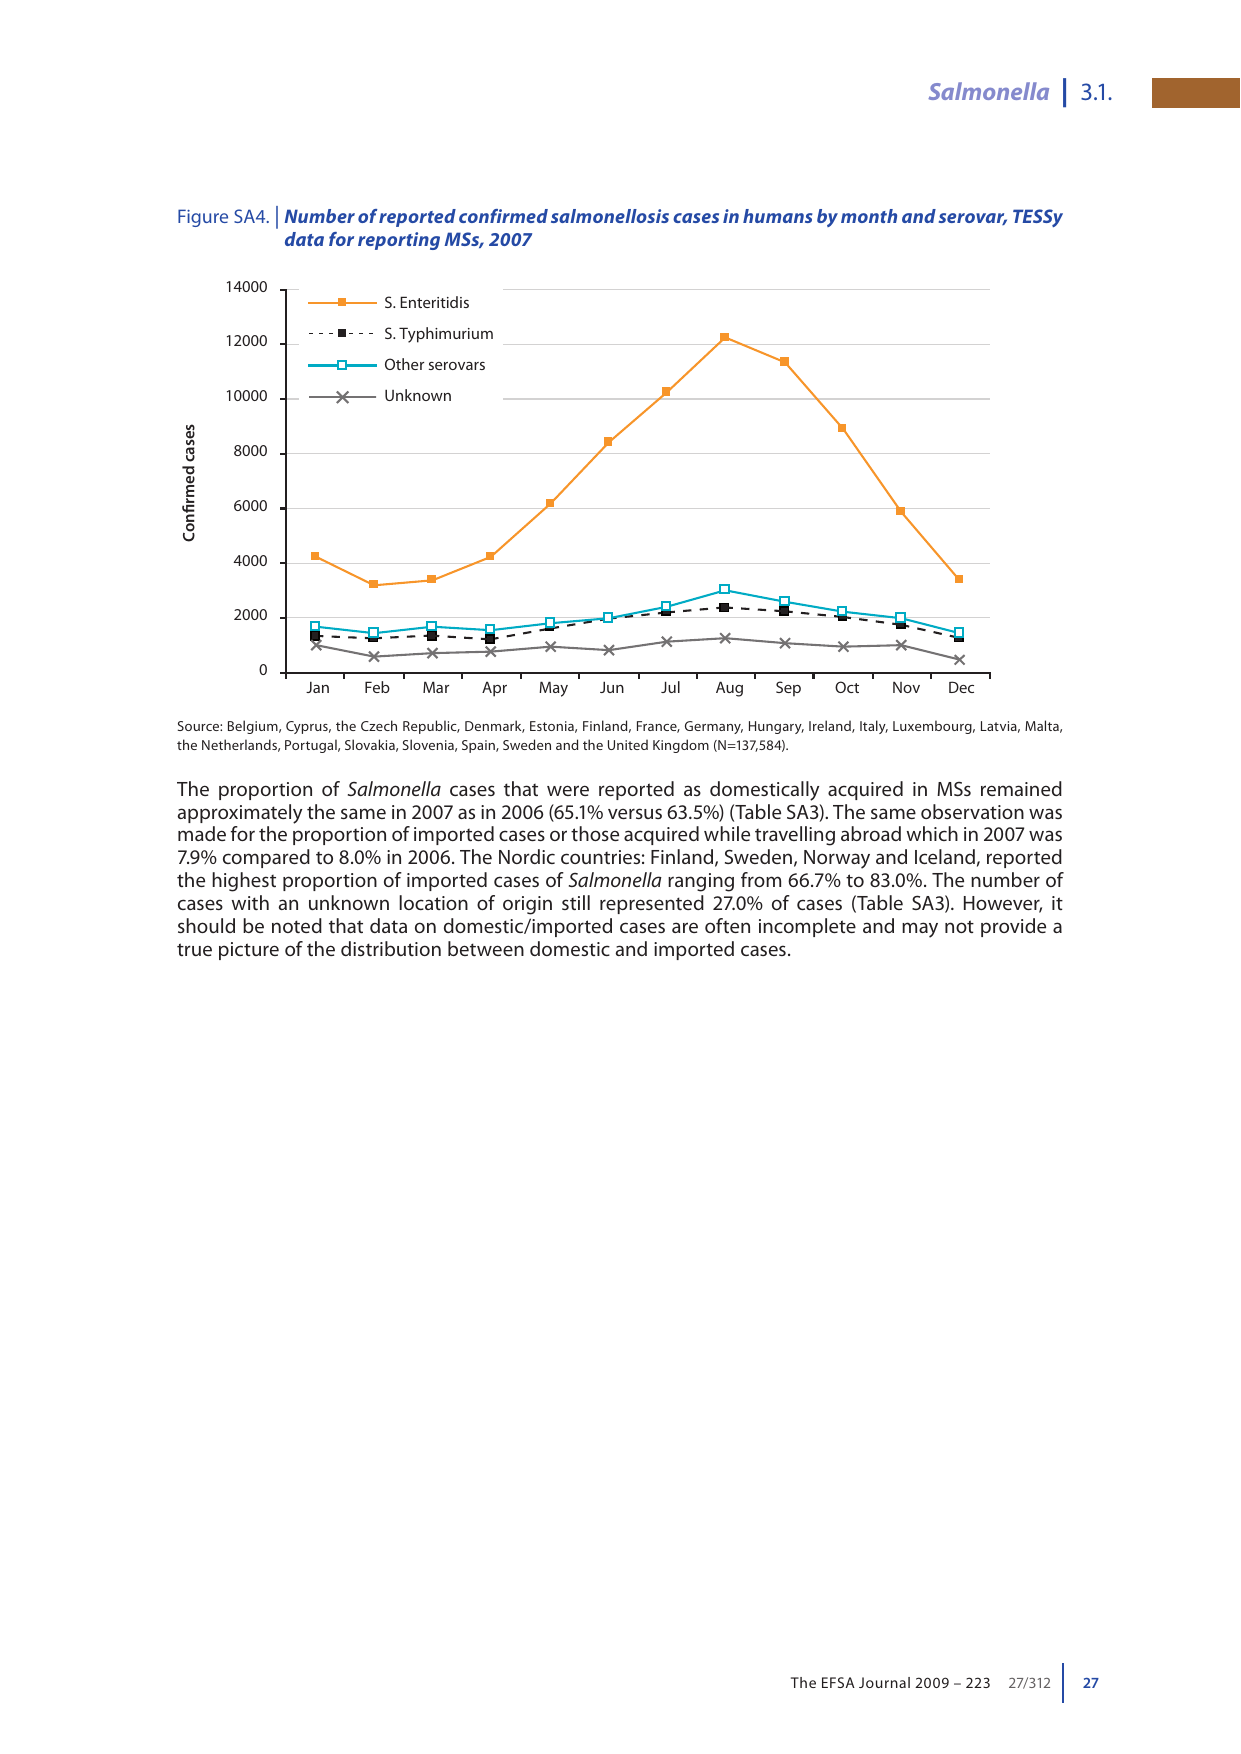 Salmonella | 3.1.
Figure SA4. | Number of reported confirmed salmonellosis cases in humans by month and serovar, TESSy
data for reporting MSs, 2007
14000
12000
10000
8000
6000
4000
2000
0
Confirmed cases
S. Enteritidis
S. Typhimurium
Other serovars
Unknown
Jan Feb Mar Apr May Jun Jul Aug Sep Oct Nov Dec
Source: Belgium, Cyprus, the Czech Republic, Denmark, Estonia, Finland, France, Germany, Hungary, Ireland, Italy, Luxembourg, Latvia, Malta,
the Netherlands, Portugal, Slovakia, Slovenia, Spain, Sweden and the United Kingdom (N=137,584).
The proportion of Salmonella cases that were reported as domestically acquired in MSs remained
approximately the same in 2007 as in 2006 (65.1% versus 63.5%) (Table SA3). The same observation was
made for the proportion of imported cases or those acquired while travelling abroad which in 2007 was
7.9% compared to 8.0% in 2006. The Nordic countries: Finland, Sweden, Norway and Iceland, reported
the highest proportion of imported cases of Salmonella ranging from 66.7% to 83.0%. The number of
cases with an unknown location of origin still represented 27.0% of cases (Table SA3). However, it
should be noted that data on domestic/imported cases are often incomplete and may not provide a
true picture of the distribution between domestic and imported cases.
The EFSA Journal 2009 – 223 27/312 27